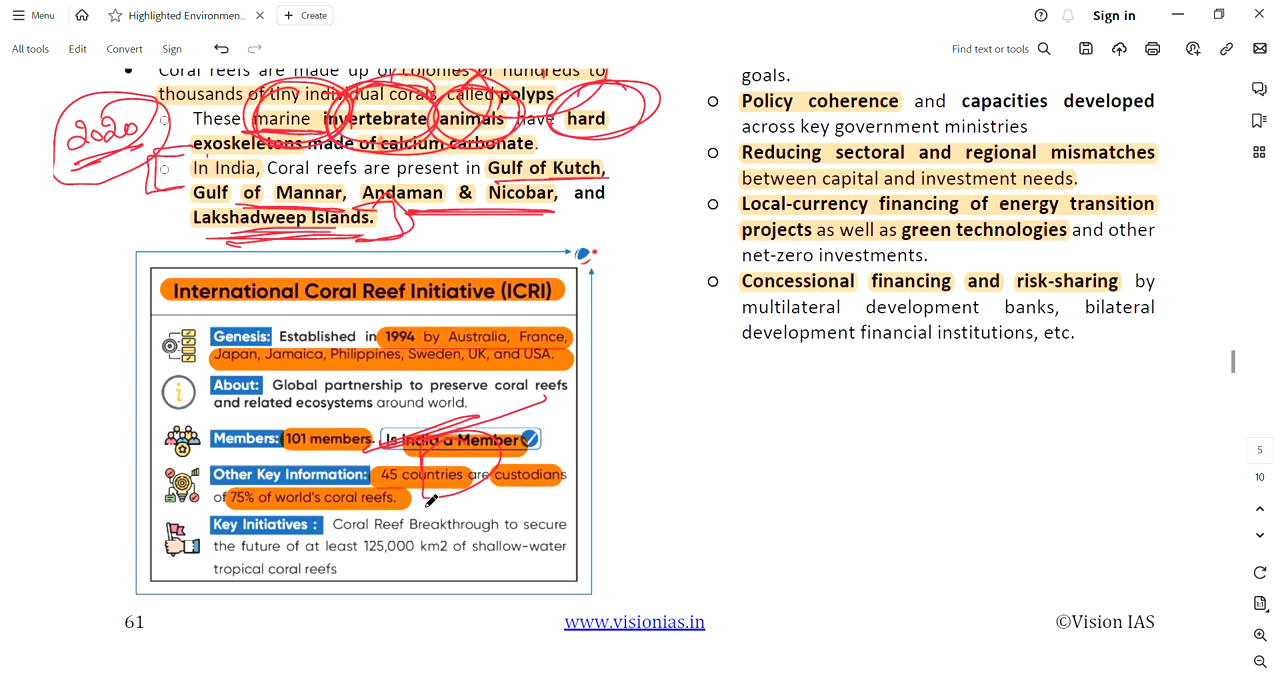 Menu
Highlighted Environmen...
Create
Sign in
All tools
Edit
Convert
Sign
Find text or tools
Coral reefs are made up of colonies of hundreds to
thousands of tiny individual corals, called polyps.
These marine invertebrate animals have hard
exoskeletons made of calcium carbonate.
In India, Coral reefs are present in Gulf of Kutch,
Gulf of Mannar, Andaman & Nicobar, and
Lakshadweep Islands.
2020
International Coral Reef Initiative (ICRI)
Genesis: Established in 1994 by Australia, France,
Japan, Jamaica, Philippines, Sweden, UK, and USA.
About: Global partnership to preserve coral reefs
and related ecosystems around world.
Members: 101 members. Is India a Member
Other Key Information: 45 countries are custodians
of 75% of world's coral reefs.
Key Initiatives : Coral Reef Breakthrough to secure
the future of at least 125,000 km2 of shallow-water
tropical coral reefs
goals.
Policy coherence and capacities developed
across key government ministries
Reducing sectoral and regional mismatches
between capital and investment needs.
Local-currency financing of energy transition
projects as well as green technologies and other
net-zero investments.
Concessional financing and risk-sharing by
multilateral development banks, bilateral
development financial institutions, etc.
61
www.visionias.in
©Vision IAS
5
10